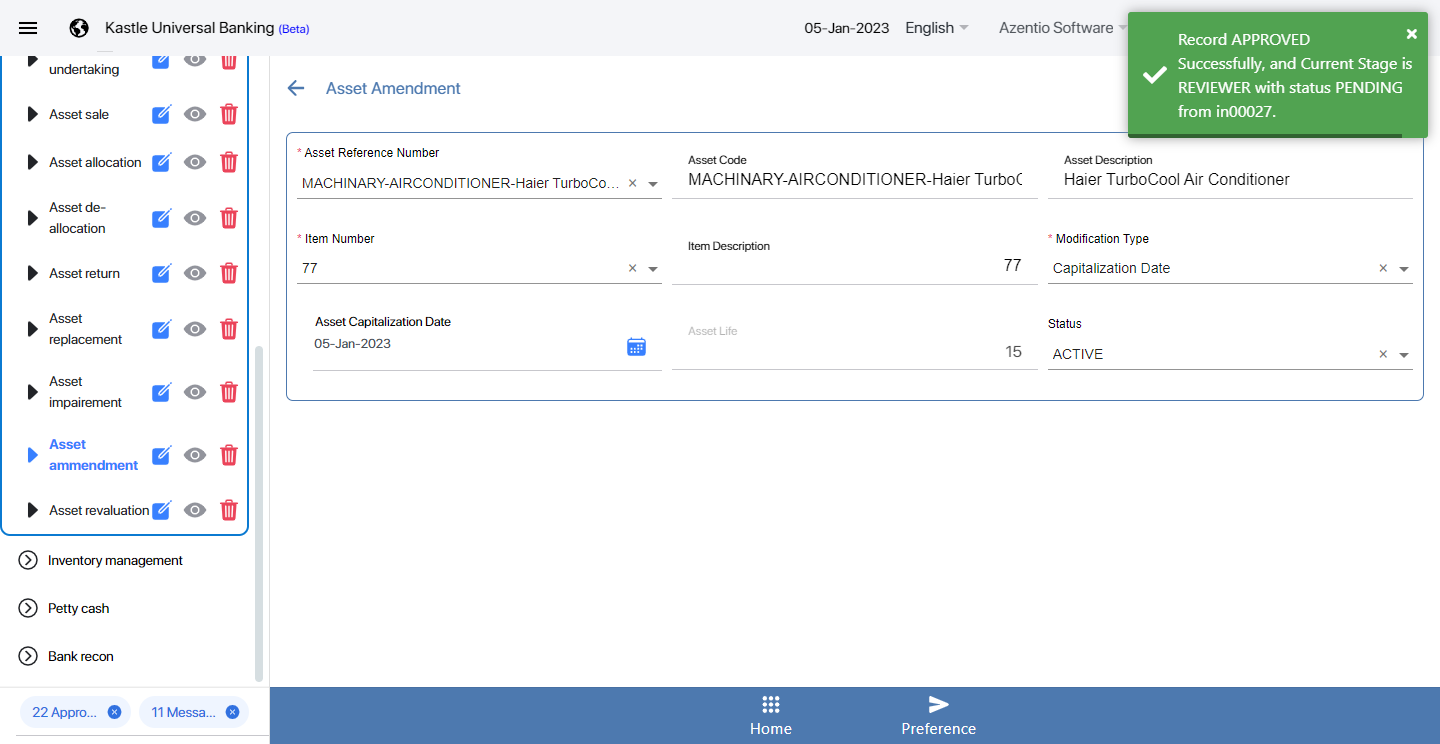 Kastle Universal Banking (Beta)
05-Jan-2023
English
Azentio Software
Record APPROVED
Successfully, and Current Stage is
REVIEWER with status PENDING
from in00027.
undertaking
Asset sale
Asset allocation
Asset de-
allocation
Asset return
Asset
replacement
Asset
impairement
Asset
ammendment
Asset revaluation
Inventory management
Petty cash
Bank recon
22 Appro...
11 Messa...
Asset Amendment
* Asset Reference Number
MACHINARY-AIRCONDITIONER-Haier TurboCo...
Asset Code
MACHINARY-AIRCONDITIONER-Haier TurboC
Asset Description
Haier TurboCool Air Conditioner
* Item Number
77
Item Description
77
* Modification Type
Capitalization Date
Asset Capitalization Date
05-Jan-2023
Asset Life
15
Status
ACTIVE
Home
Preference